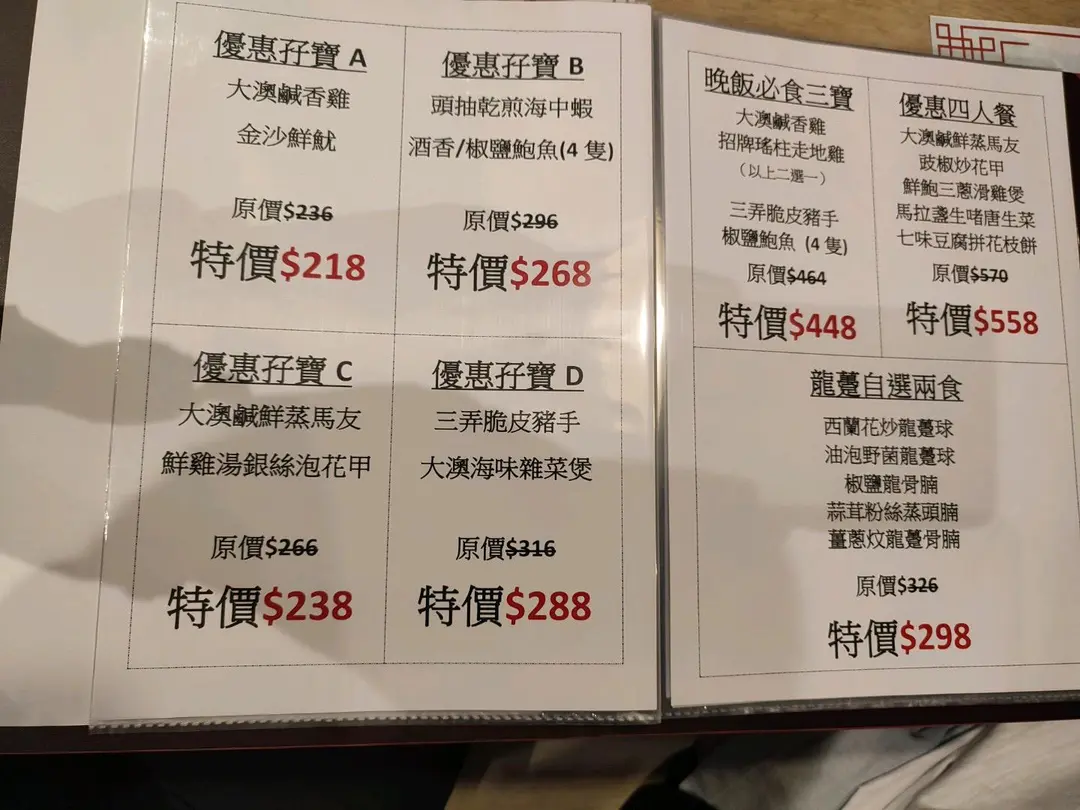 優惠孖寶 A
大澳鹹香雞
金沙鮮魷
原價$236
特價$218
優惠孖寶 B
頭抽乾煎海中蝦
酒香/椒鹽鮑魚(4 隻)
原價$296
特價$268
優惠孖寶 C
大澳鹹鮮蒸馬友
鮮雞湯銀絲泡花甲
原價$266
特價$238
優惠孖寶 D
三弄脆皮豬手
大澳海味雜菜煲
原價$316
特價$288
晚飯必食三寶
大澳鹹香雞
招牌瑤柱走地雞
（以上二選一）
三弄脆皮豬手
椒鹽鮑魚 (4 隻)
原價$464
特價$448
優惠四人餐
大澳鹹鮮蒸馬友
豉椒炒花甲
鮮鮑三蔥滑雞煲
馬拉盞生啫唐生菜
七味豆腐拼花枝餅
原價$570
特價$558
龍躉自選兩食
西蘭花炒龍躉球
油泡野菌龍躉球
椒鹽龍骨腩
蒜茸粉絲蒸頭腩
薑蔥炆龍躉骨腩
原價$326
特價$298